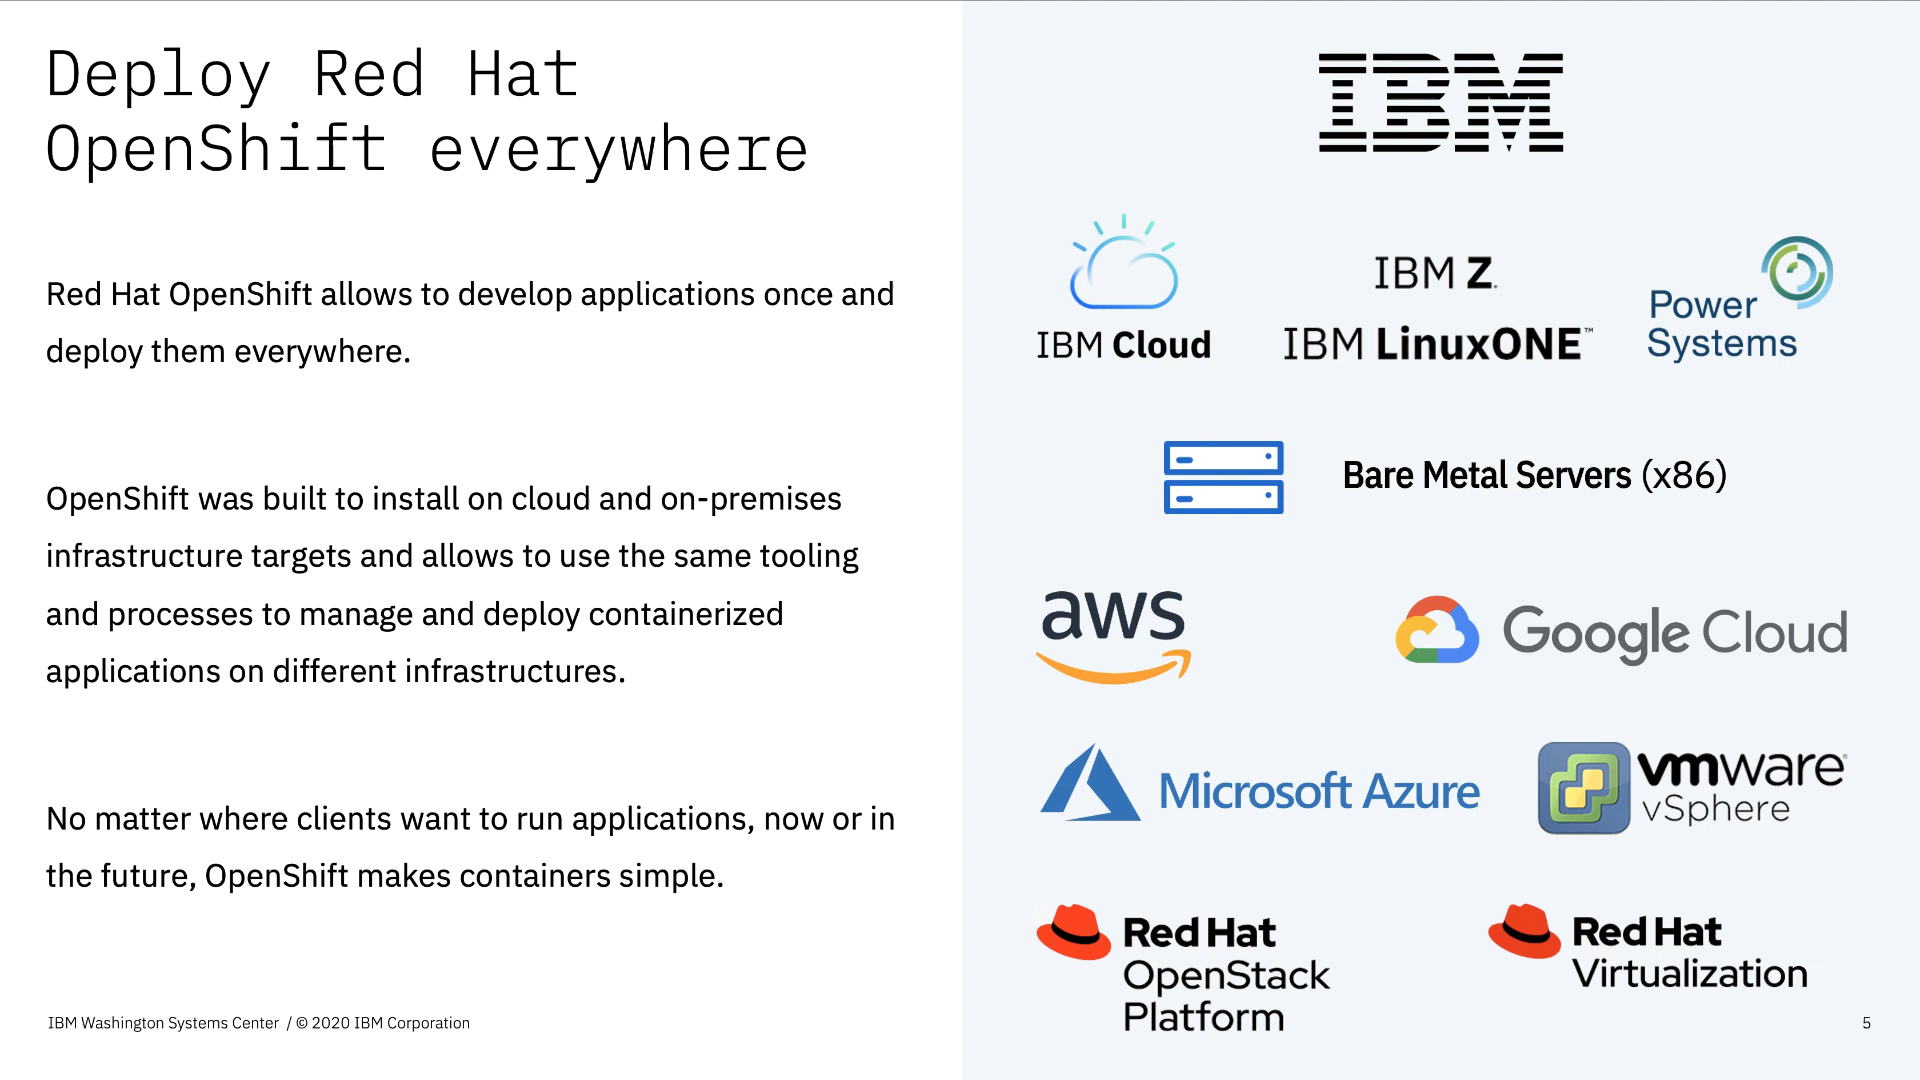 Deploy Red Hat
OpenShift everywhere
Red Hat OpenShift allows to develop applications once and
deploy them everywhere.
OpenShift was built to install on cloud and on-premises
infrastructure targets and allows to use the same tooling
and processes to manage and deploy containerized
applications on different infrastructures.
No matter where clients want to run applications, now or in
the future, OpenShift makes containers simple.
IBM Washington Systems Center / © 2020 IBM Corporation
IBM
IBM Cloud
IBM Z.
IBM LinuxONE™
Power
Systems
Bare Metal Servers (x86)
aws
Google Cloud
Microsoft Azure
vmware®
vSphere
Red Hat
OpenStack
Platform
Red Hat
Virtualization
5